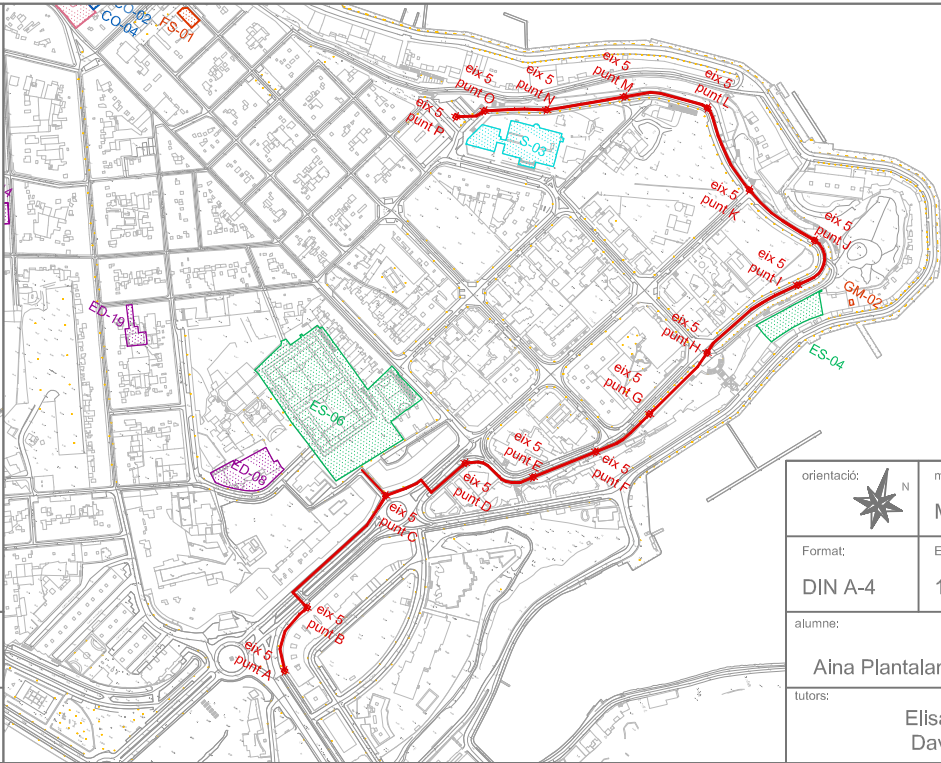 CO-02
CO-04
FS-01
eix 5
punt P
eix 5
punt O
eix 5
punt N
eix 5
punt M
eix 5
punt L
S-03
eix 5
punt K
eix 5
punt J
eix 5
punt I
GM-02
ES-04
eix 5
punt H
eix 5
punt G
ED-19
ES-06
ED-08
eix 5
punt F
eix 5
punt E
eix 5
punt D
eix 5
punt C
eix 5
punt B
eix 5
punt A
orientació:
N
Format:
DIN A-4
alumne:
Aina Plantalar
tutors:
Elisa
Dav